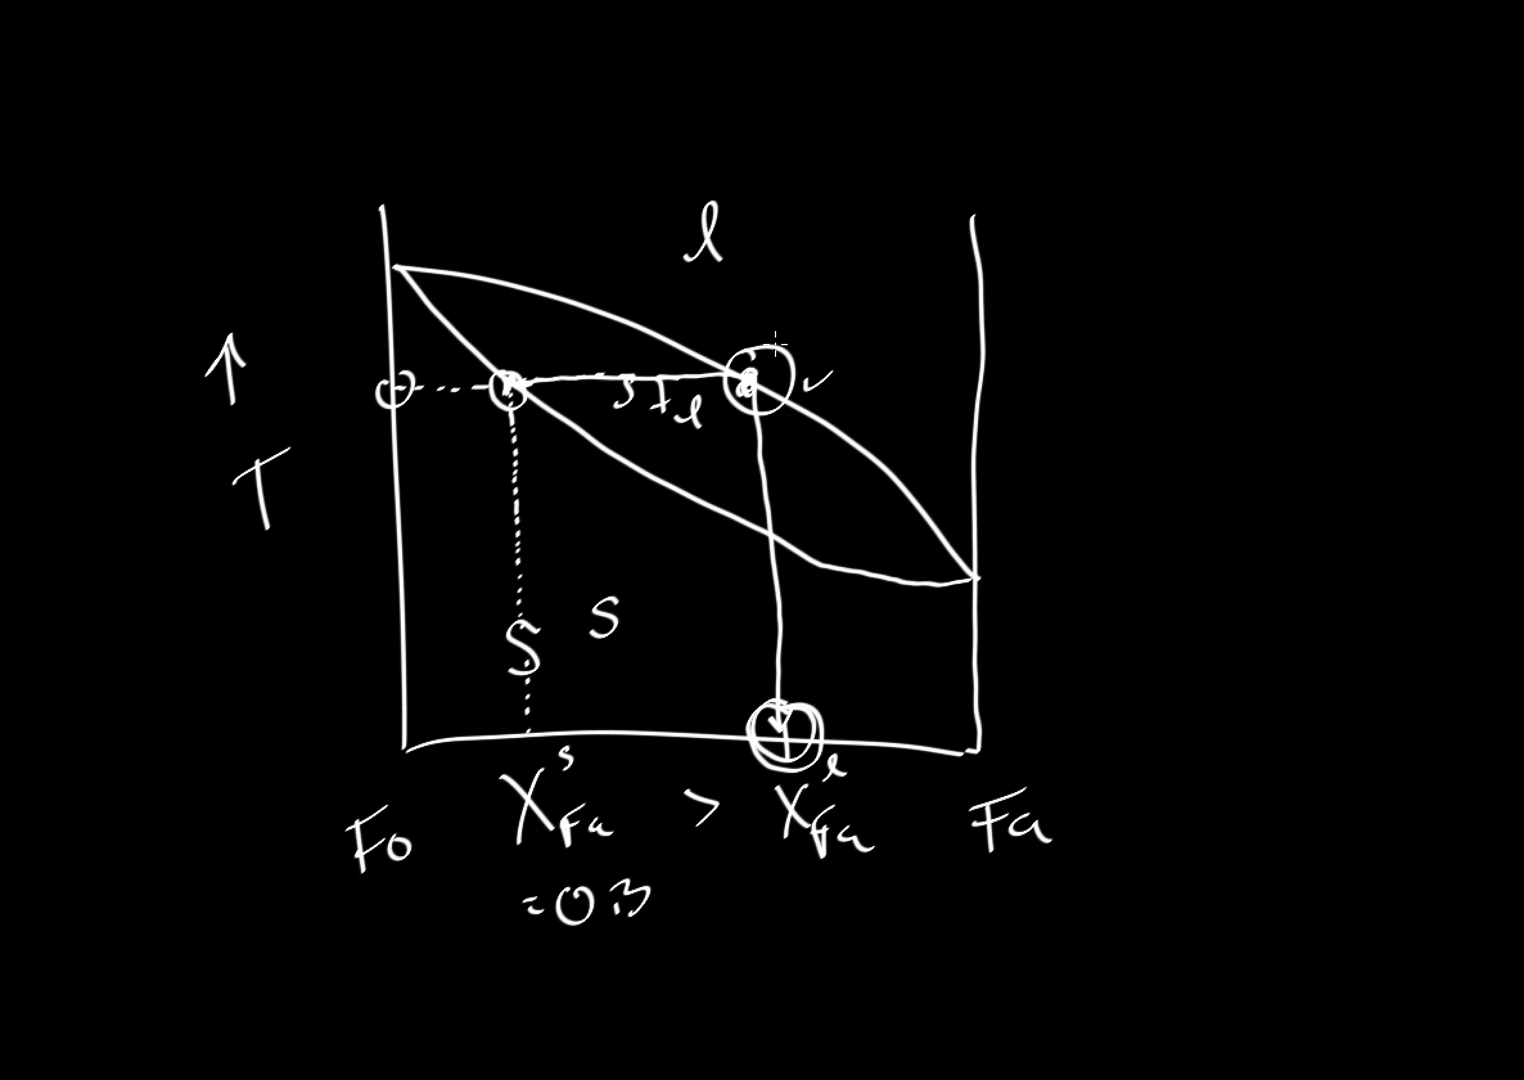 l
↑
T
s + l
S
S
Fo
X^s_Fa > X^l_Fa
Fa
= 0.3